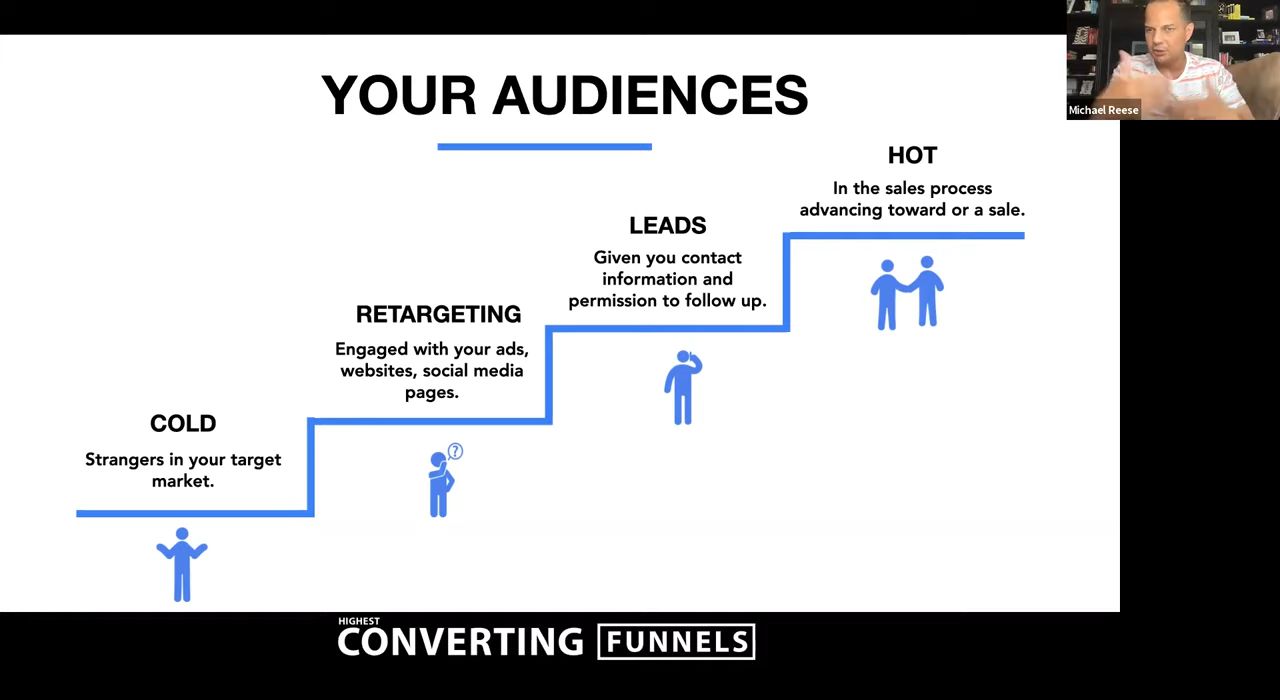 YOUR AUDIENCES
Michael Reese
HOT
In the sales process
advancing toward or a sale.
LEADS
Given you contact
information and
permission to follow up.
RETARGETING
Engaged with your ads,
websites, social media
pages.
?
COLD
Strangers in your target
market.
HIGHEST
CONVERTING FUNNELS